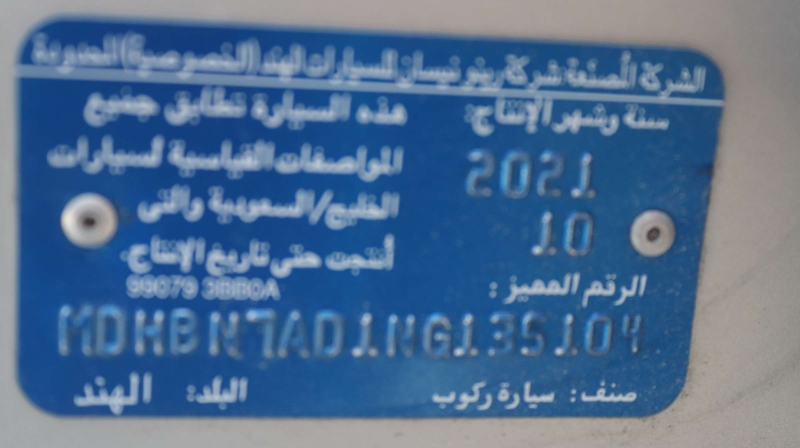 الشركة المصنعة شركة رينو نيسان للسيارات الهند (الخصوصية) المحدودة
سنة وشهر الإنتاج:
2021
10
هذه السيارة تطابق جميع
المواصفات القياسية لسيارات
الخليج/السعودية والتى
أنتجت حتى تاريخ الإنتاج.
99079 3BB0A
الرقم المميز :
MDHBN7AD1NG135104
صنف: سيارة ركوب
البلد: الهند